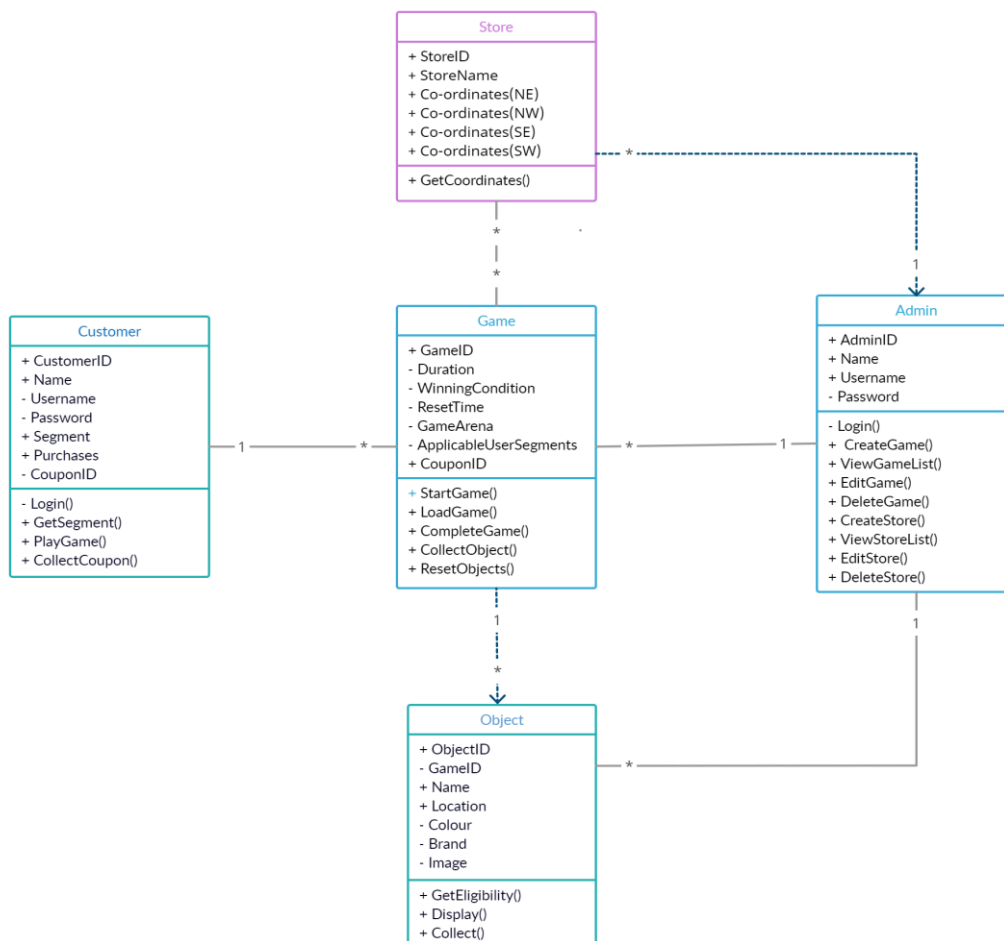 Store
+ StoreID
+ StoreName
+ Co-ordinates(NE)
+ Co-ordinates(NW)
+ Co-ordinates(SE)
+ Co-ordinates(SW)
+ GetCoordinates()
*
1
*
*
Customer
+ CustomerID
+ Name
- Username
- Password
+ Segment
+ Purchases
- CouponID
- Login()
+ GetSegment()
+ PlayGame()
+ CollectCoupon()
1
*
Game
+ GameID
- Duration
- WinningCondition
- ResetTime
- GameArena
- ApplicableUserSegments
+ CouponID
+ StartGame()
+ LoadGame()
+ CompleteGame()
+ CollectObject()
+ ResetObjects()
*
1
Admin
+ AdminID
+ Name
+ Username
- Password
- Login()
+ CreateGame()
+ ViewGameList()
+ EditGame()
+ DeleteGame()
+ CreateStore()
+ ViewStoreList()
+ EditStore()
+ DeleteStore()
1
*
1
*
Object
+ ObjectID
- GameID
+ Name
+ Location
- Colour
- Brand
- Image
+ GetEligibility()
+ Display()
+ Collect()